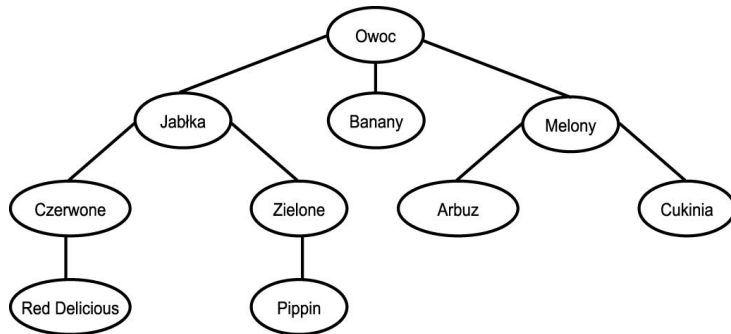 Owoc
Jabłka
Banany
Melony
Czerwone
Zielone
Arbuz
Cukinia
Red Delicious
Pippin